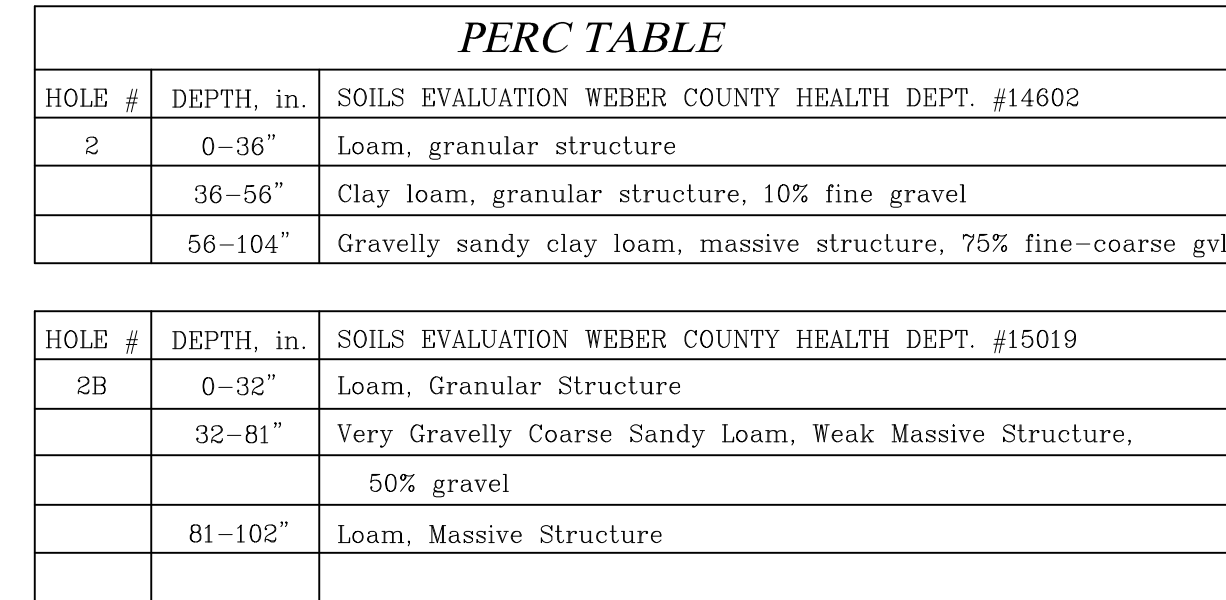 PERC TABLE
HOLE # DEPTH, in. SOILS EVALUATION WEBER COUNTY HEALTH DEPT. #14602
2 0-36" Loam, granular structure
36-56" Clay loam, granular structure, 10% fine gravel
56-104" Gravelly sandy clay loam, massive structure, 75% fine-coarse gvl
HOLE # DEPTH, in. SOILS EVALUATION WEBER COUNTY HEALTH DEPT. #15019
2B 0-32" Loam, Granular Structure
32-81" Very Gravelly Coarse Sandy Loam, Weak Massive Structure,
50% gravel
81-102" Loam, Massive Structure